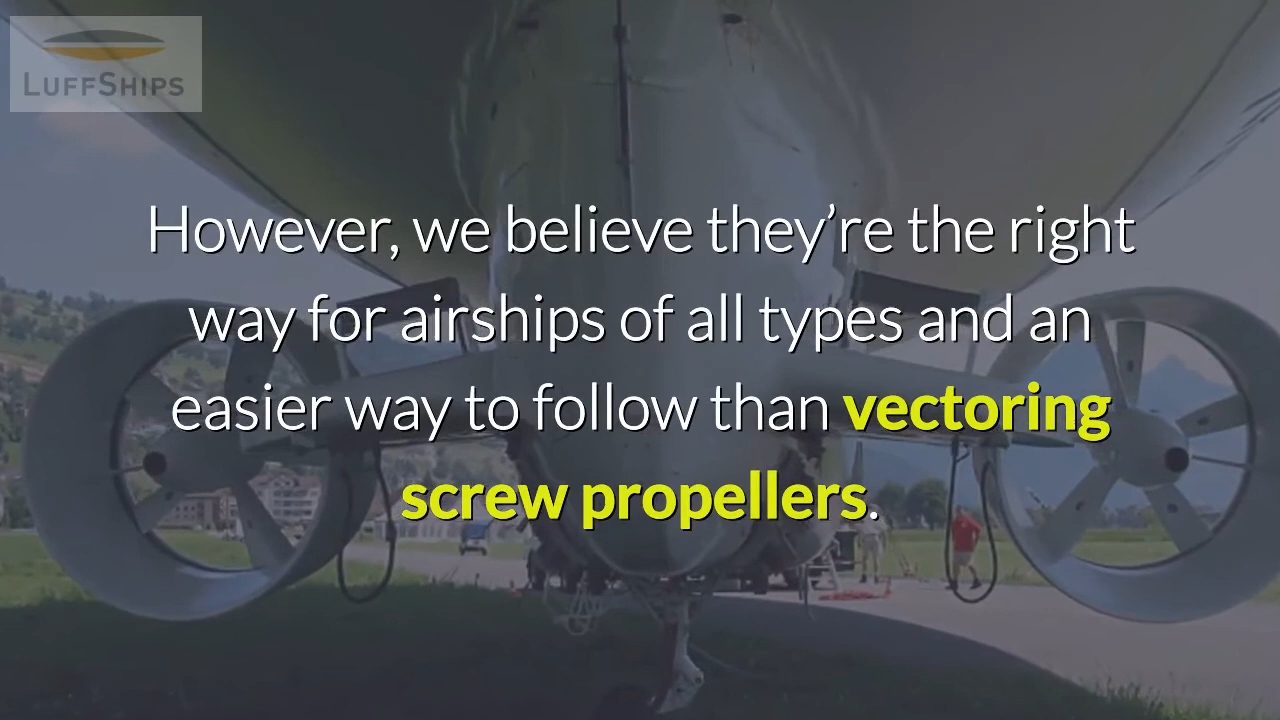 LUFFSHIPS
However, we believe they’re the right
way for airships of all types and an
easier way to follow than vectoring
screw propellers.